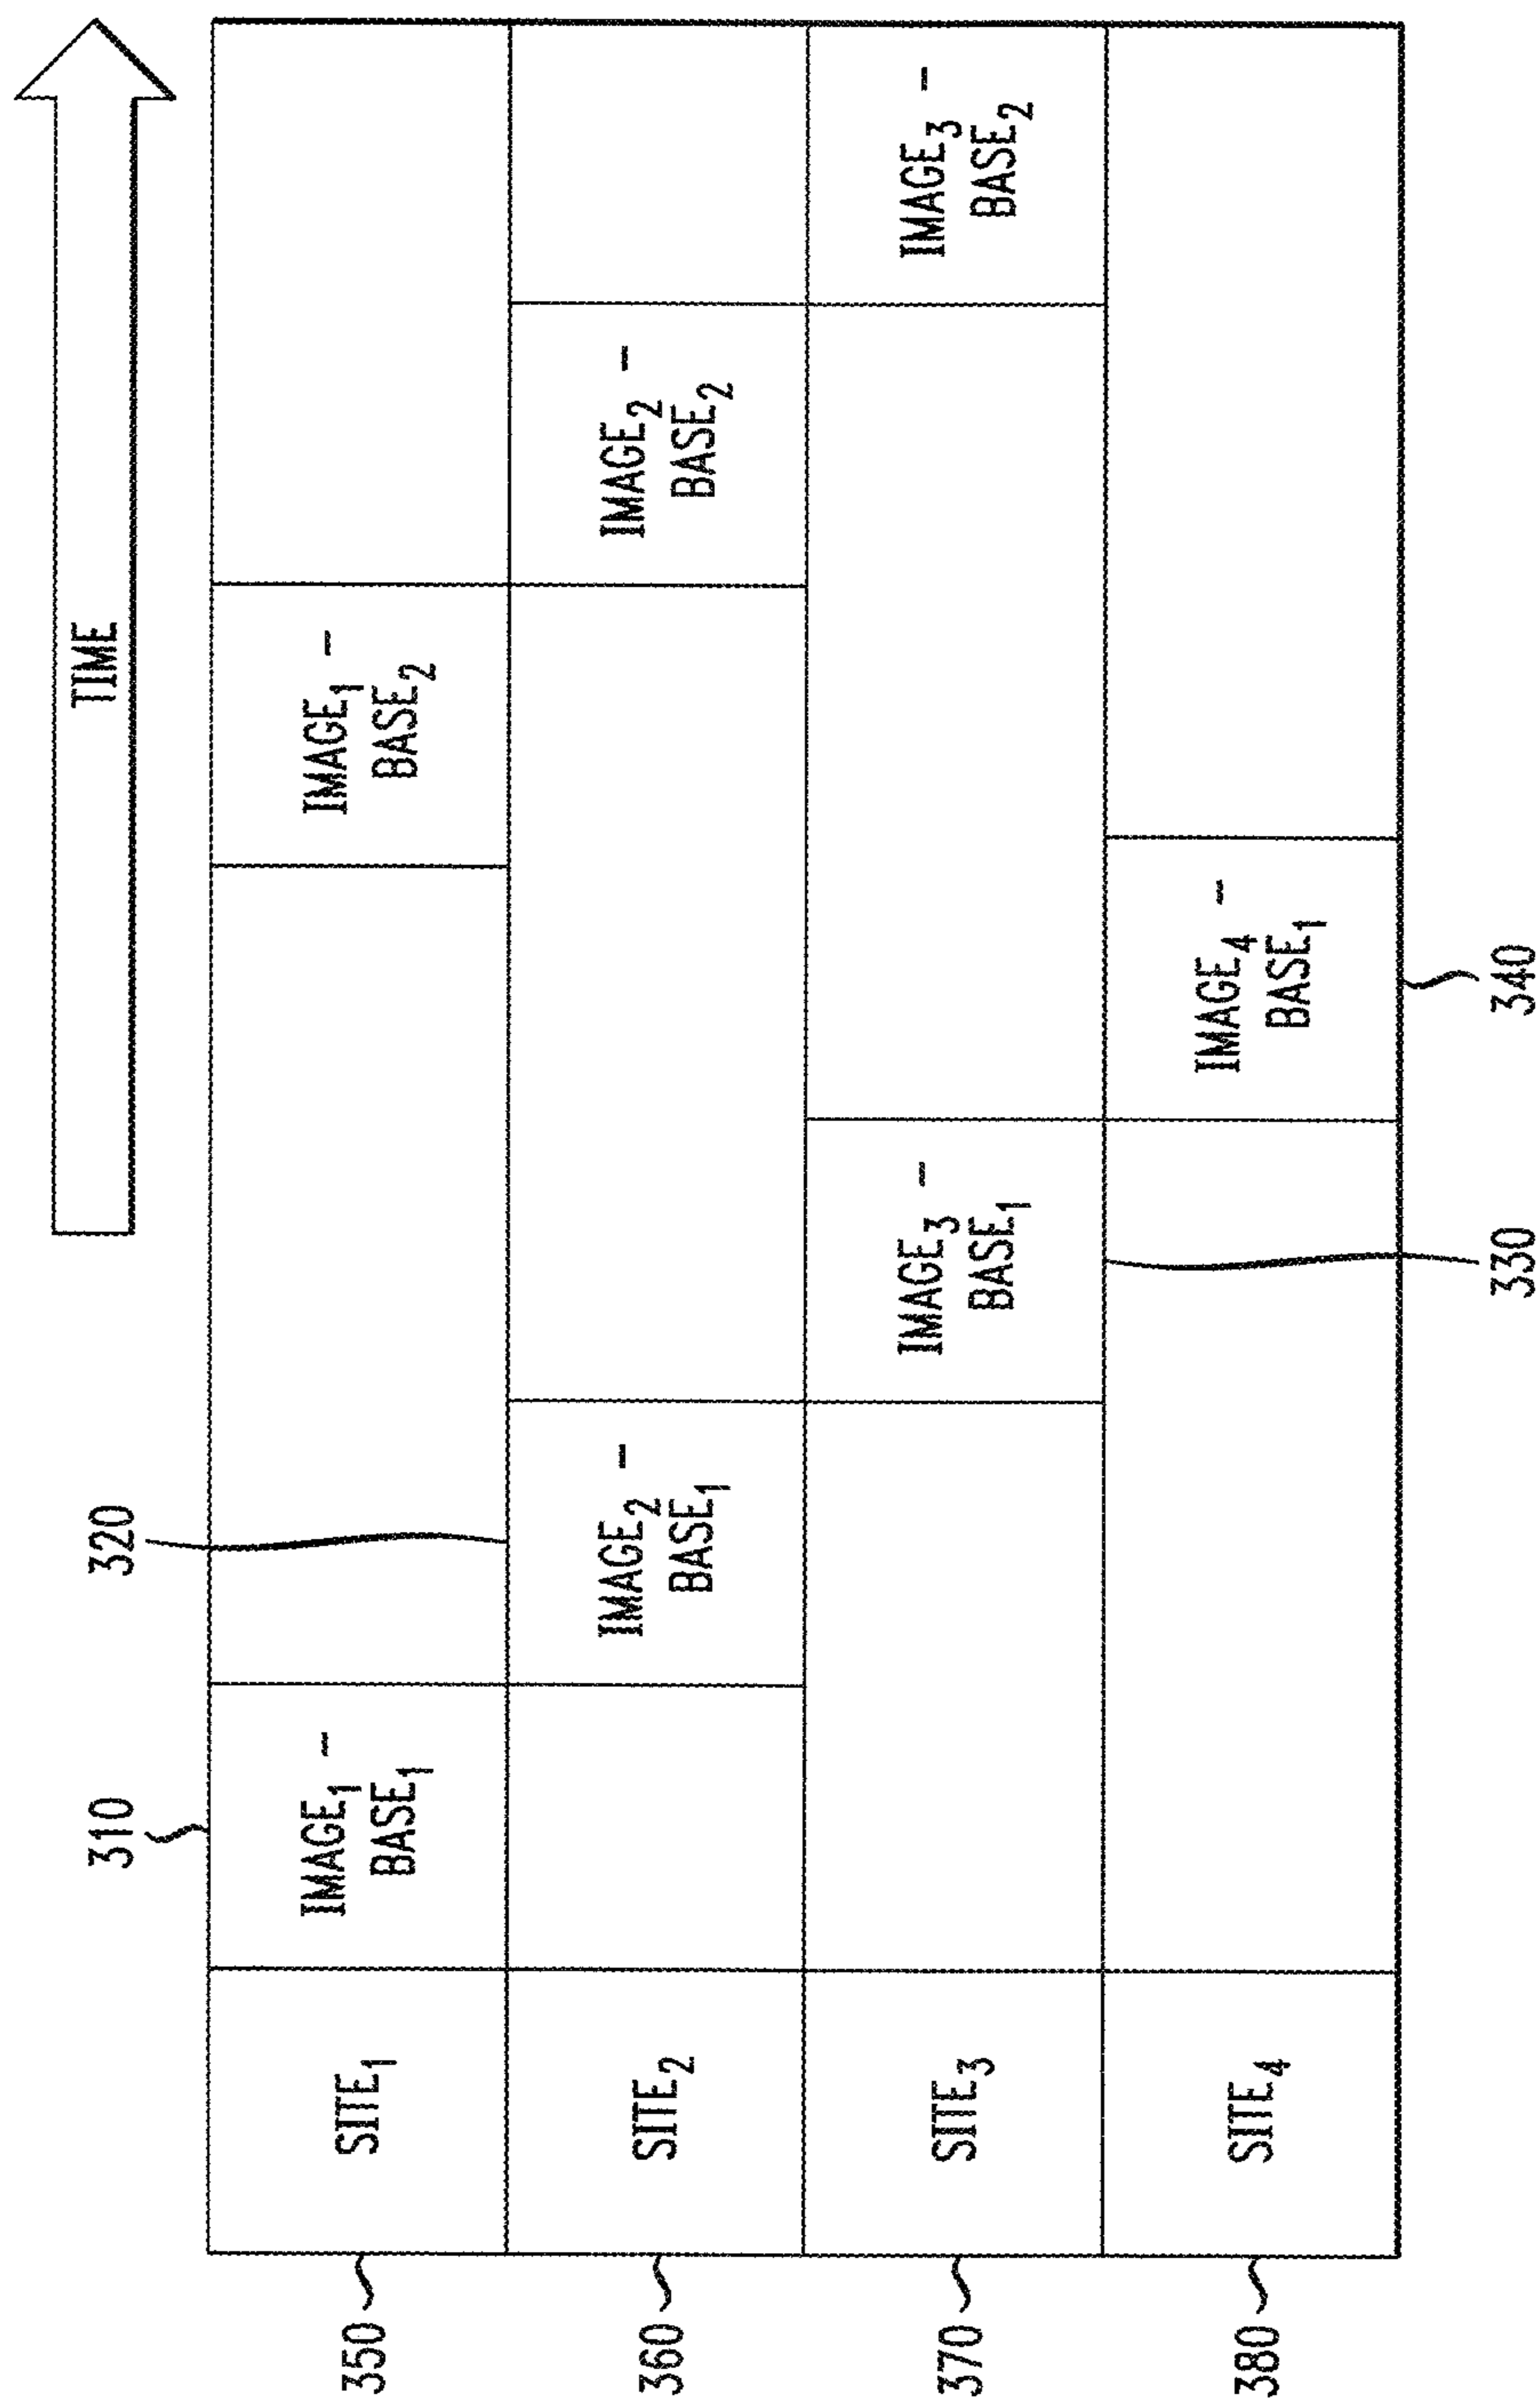 TIME
310
320
350
SITE₁
IMAGE₁ –
BASE₁
IMAGE₁ –
BASE₂
360
SITE₂
IMAGE₂ –
BASE₁
IMAGE₂ –
BASE₂
370
SITE₃
IMAGE₃ –
BASE₁
IMAGE₃ –
BASE₂
380
SITE₄
IMAGE₄ –
BASE₁
330
340